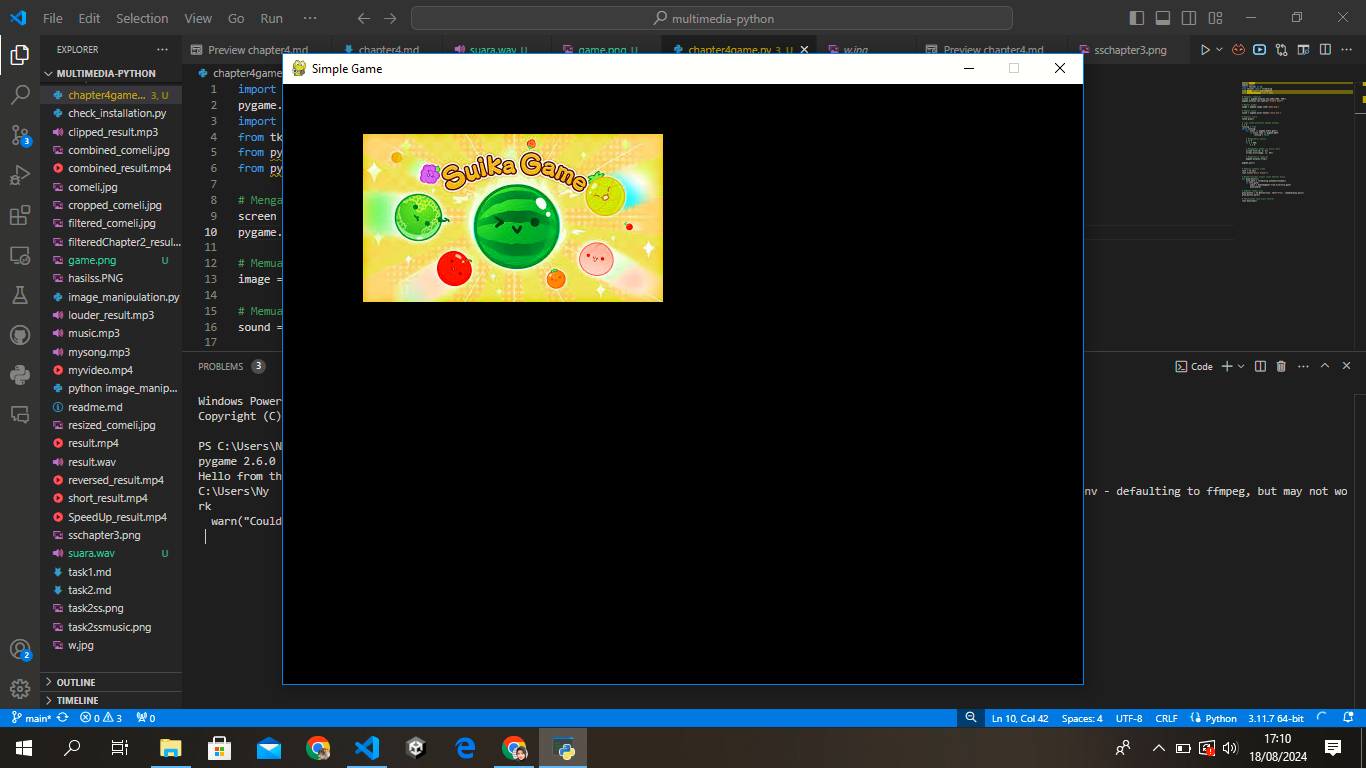 File Edit Selection View Go Run ···
multimedia-python
EXPLORER ···
Preview chapter4.md
chapter4.md
suara.wav U
game.png U
chapter4game.py 3, U
w.jpg
Preview chapter4.md
sschapter3.png
MULTIMEDIA-PYTHON
chapter4game... 3, U
check_installation.py
clipped_result.mp3
combined_comeli.jpg
combined_result.mp4
comeli.jpg
cropped_comeli.jpg
filtered_comeli.jpg
filteredChapter2_resul...
game.png U
hasilss.PNG
image_manipulation.py
louder_result.mp3
music.mp3
mysong.mp3
myvideo.mp4
python image_manip...
readme.md
resized_comeli.jpg
result.mp4
result.wav
reversed_result.mp4
short_result.mp4
SpeedUp_result.mp4
sschapter3.png
suara.wav U
task1.md
task2.md
task2ss.png
task2ssmusic.png
w.jpg
OUTLINE
TIMELINE
chapter4game
1 import
2 pygame.
3 import
4 from tk
5 from py
6 from py
7
8 # Menga
9 screen
10 pygame.
11
12 # Memua
13 image =
14
15 # Memua
16 sound =
17
Simple Game
Suika Game
PROBLEMS 3
Code
Windows Power
Copyright (C)
PS C:\Users\N
pygame 2.6.0
Hello from th
C:\Users\Ny
nv - defaulting to ffmpeg, but may not wo
rk
warn("Could
3
2
main* 0 3 0
Ln 10, Col 42 Spaces: 4 UTF-8 CRLF Python 3.11.7 64-bit
17:10
18/08/2024